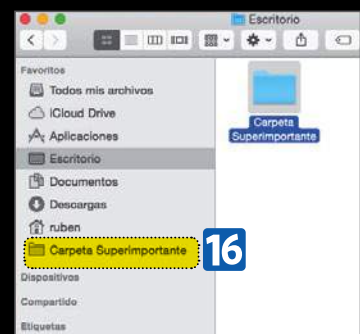 Escritorio
Favoritos
Todos mis archivos
iCloud Drive
Aplicaciones
Escritorio
Documentos
Descargas
ruben
Carpeta Superimportante
16
Dispositivos
Compartido
Etiquetas
Carpeta
Superimportante